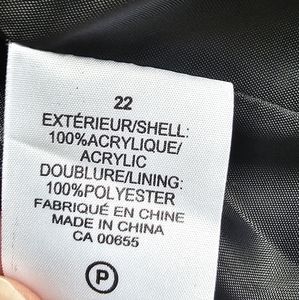 22
EXTÉRIEUR/SHELL:
100%ACRYLIQUE/
ACRYLIC
DOUBLURE/LINING:
100%POLYESTER
FABRIQUÉ EN CHINE
MADE IN CHINA
CA 00655
P